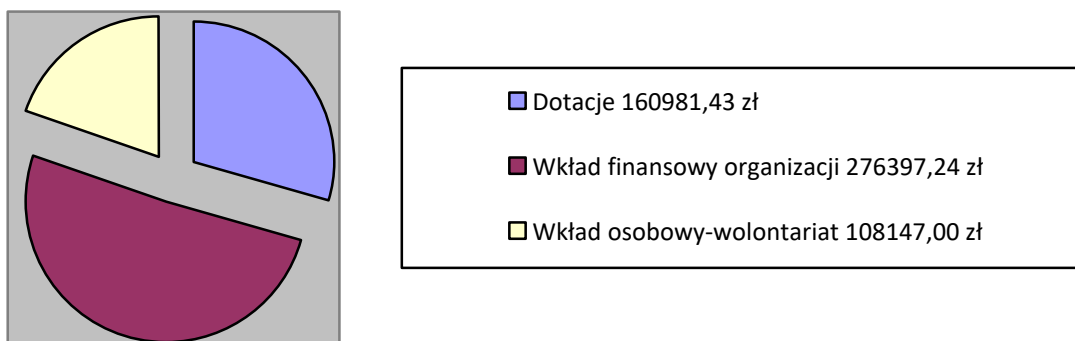 Dotacje 160981,43 zł
Wkład finansowy organizacji 276397,24 zł
Wkład osobowy-wolontariat 108147,00 zł